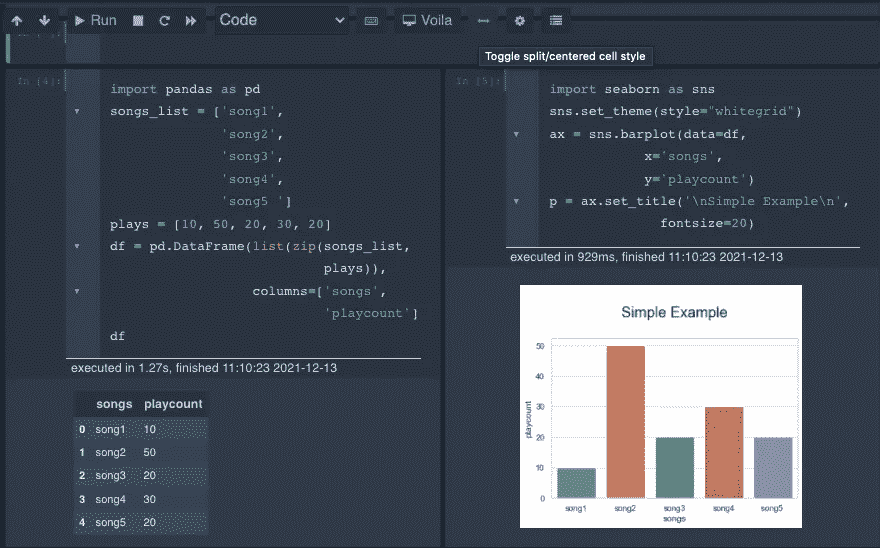 Run Code Voila
Toggle split/centered cell style
In [4]:
import pandas as pd
songs_list = ['song1',
'song2',
'song3',
'song4',
'song5 ']
plays = [10, 50, 20, 30, 20]
df = pd.DataFrame(list(zip(songs_list,
plays)),
columns=['songs',
'playcount']
df
executed in 1.27s, finished 11:10:23 2021-12-13
songs playcount
0 song1 10
1 song2 50
2 song3 20
3 song4 30
4 song5 20
In [5]:
import seaborn as sns
sns.set_theme(style="whitegrid")
ax = sns.barplot(data=df,
x='songs',
y='playcount')
p = ax.set_title('\nSimple Example\n',
fontsize=20)
executed in 929ms, finished 11:10:23 2021-12-13
Simple Example
50
40
30
20
10
0
playcount
song1 song2 song3 song4 song5
songs